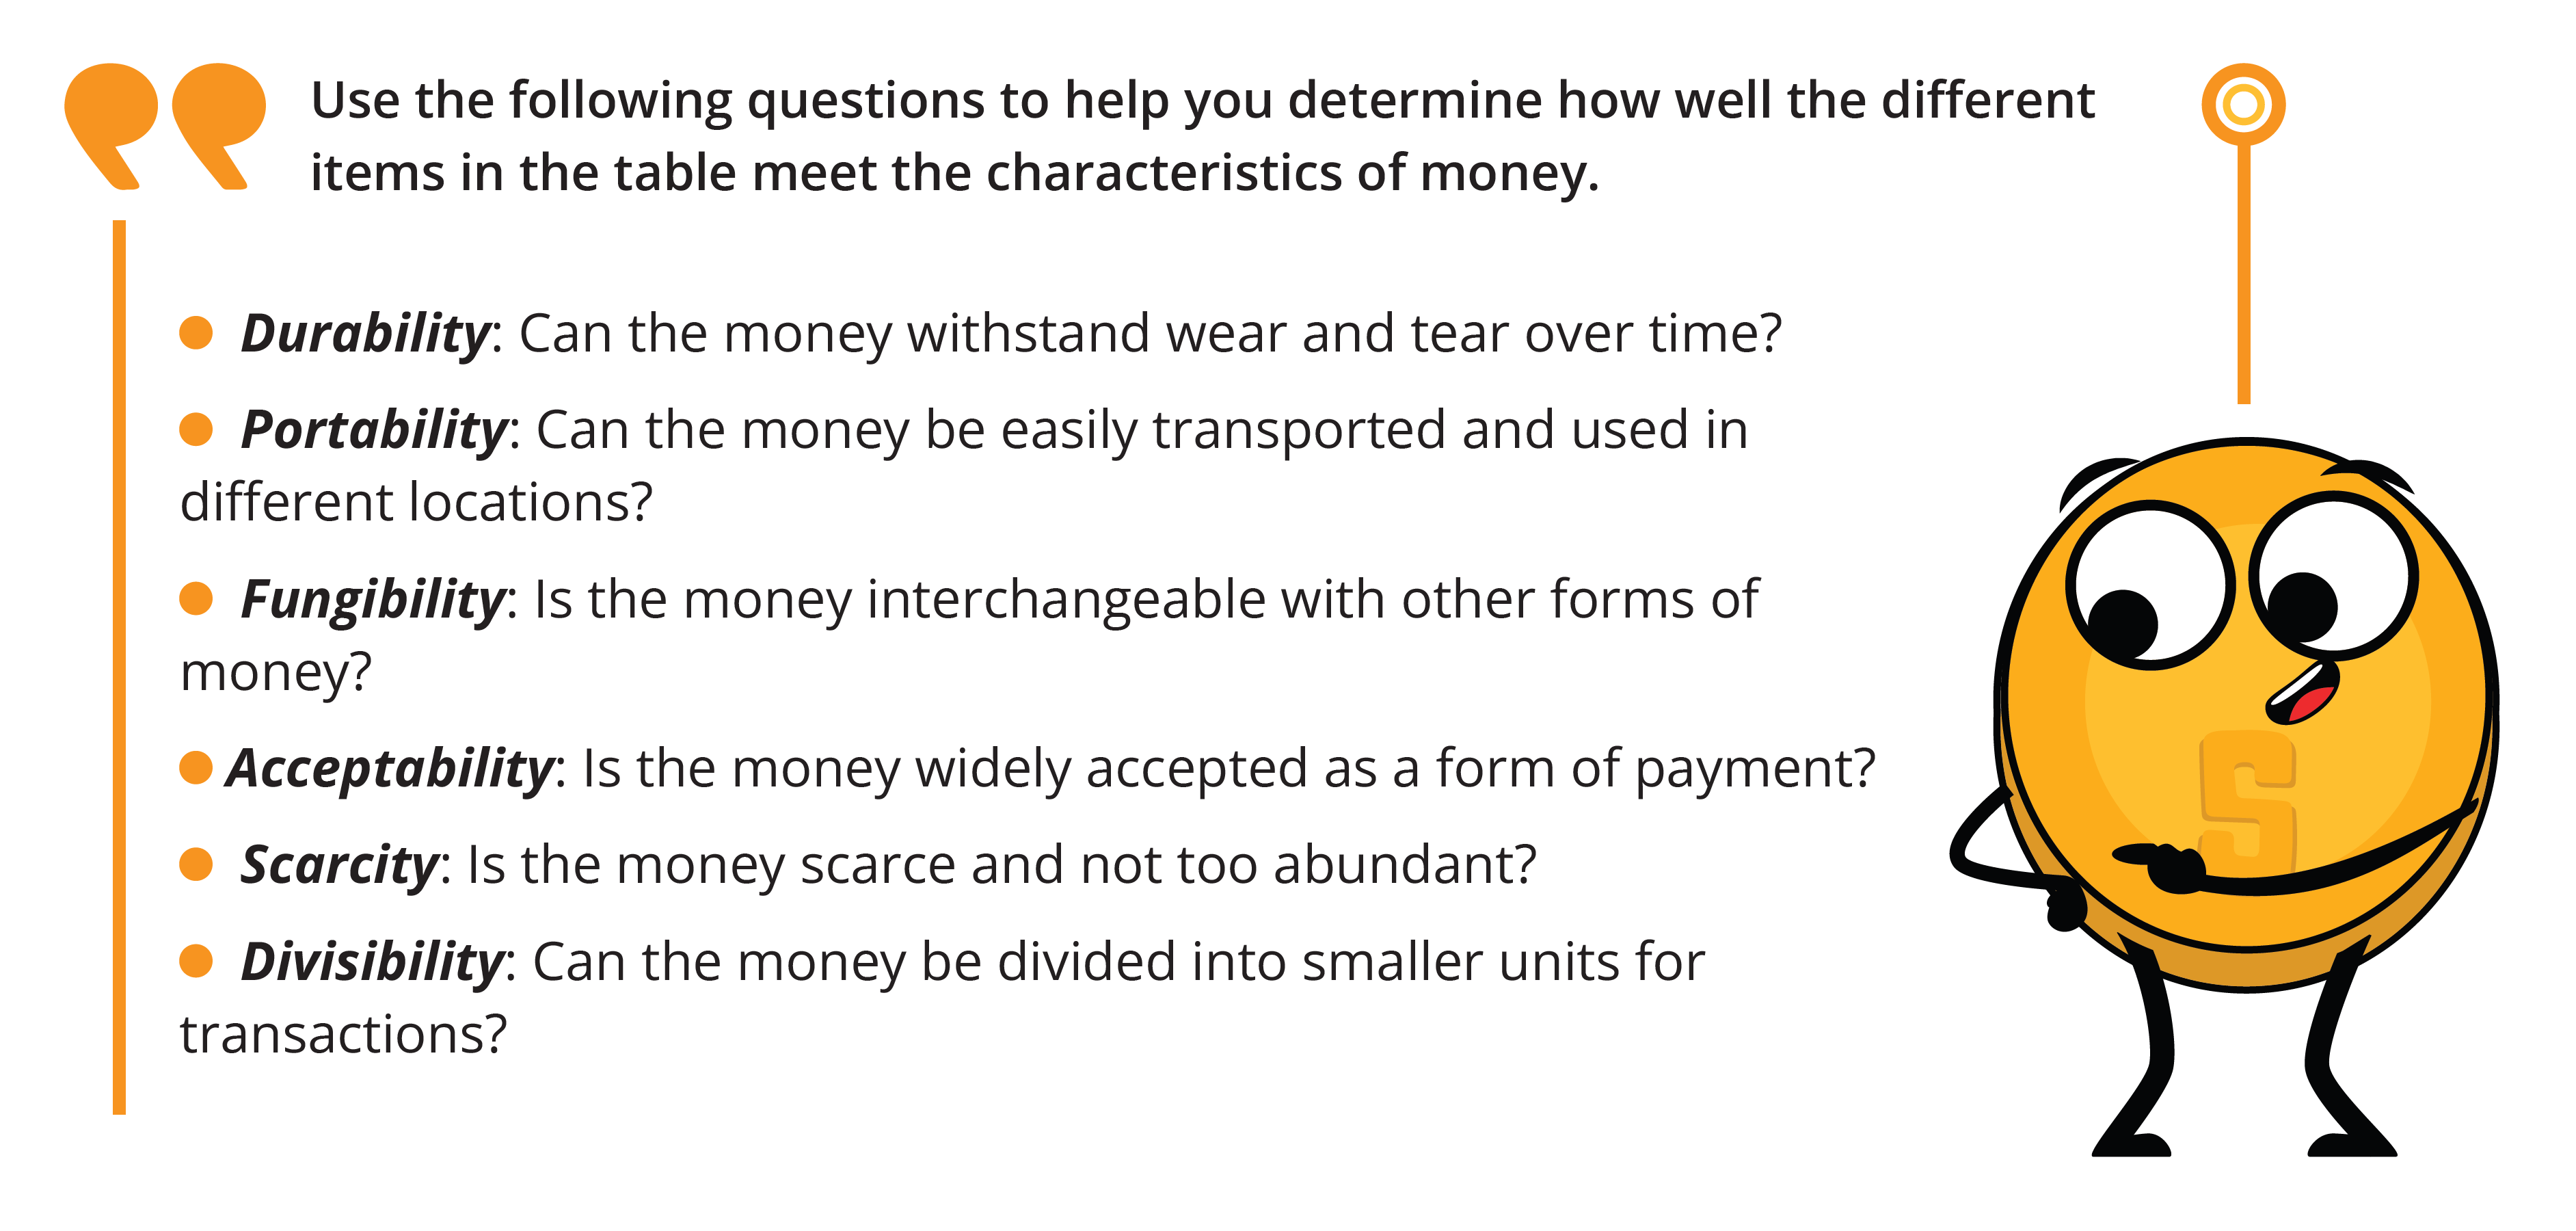 Use the following questions to help you determine how well the different
items in the table meet the characteristics of money.
● Durability: Can the money withstand wear and tear over time?
● Portability: Can the money be easily transported and used in
different locations?
● Fungibility: Is the money interchangeable with other forms of
money?
● Acceptability: Is the money widely accepted as a form of payment?
● Scarcity: Is the money scarce and not too abundant?
● Divisibility: Can the money be divided into smaller units for
transactions?
S